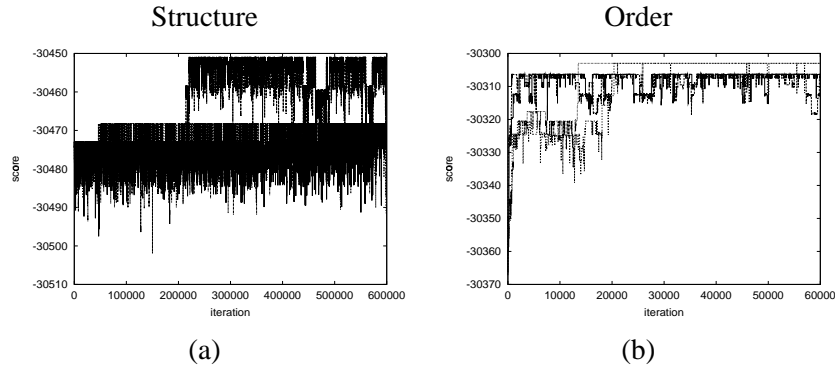 Structure
Order
-30450
-30460
-30470
-30480
-30490
-30500
-30510
score
0 100000 200000 300000 400000 500000 600000
iteration
(a)
-30300
-30310
-30320
-30330
-30340
-30350
-30360
-30370
score
0 10000 20000 30000 40000 50000 60000
iteration
(b)